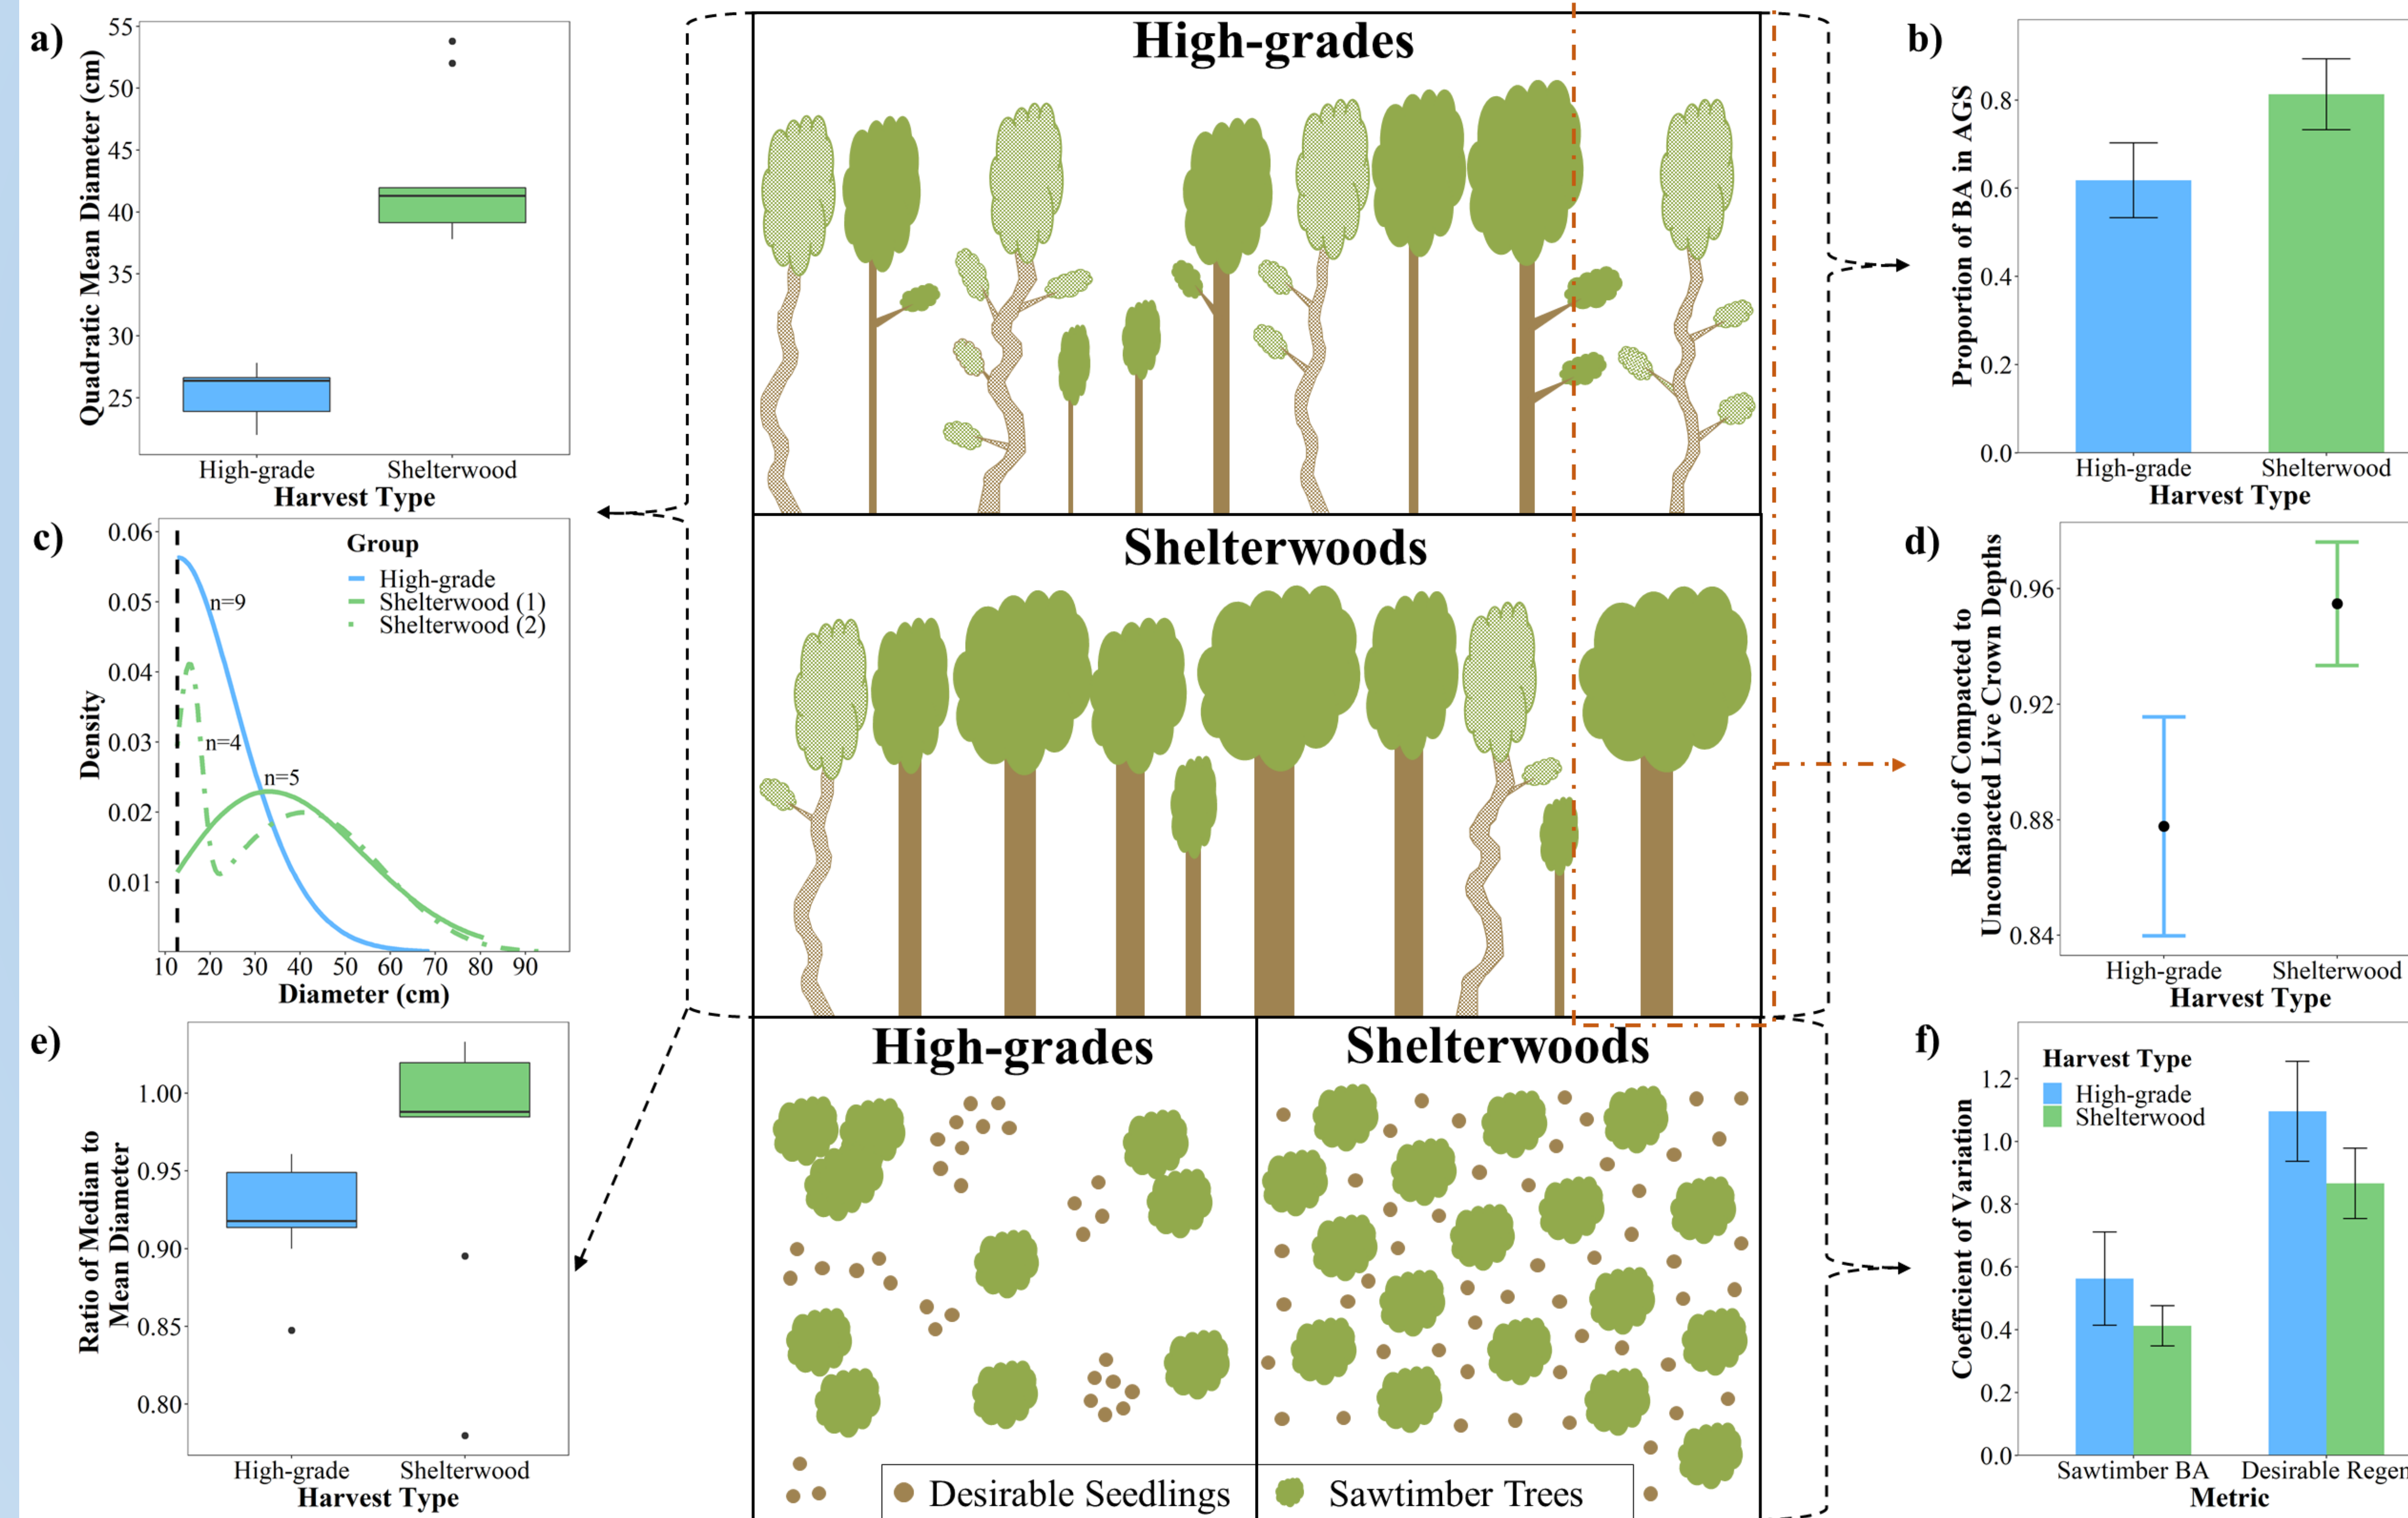 a)
Quadratic Mean Diameter (cm)
55
50
45
40
35
30
25
High-grade
Shelterwood
Harvest Type
High-grades
b)
Proportion of BA in AGS
0.8
0.6
0.4
0.2
0.0
High-grade
Shelterwood
Harvest Type
c)
Density
0.06
0.05
0.04
0.03
0.02
0.01
Group
High-grade
Shelterwood (1)
Shelterwood (2)
n=9
n=4
n=5
10 20 30 40 50 60 70 80 90
Diameter (cm)
Shelterwoods
d)
Ratio of Compacted to
Uncompacted Live Crown Depths
0.96
0.92
0.88
0.84
High-grade
Shelterwood
Harvest Type
e)
Ratio of Median to
Mean Diameter
1.00
0.95
0.90
0.85
0.80
High-grade
Shelterwood
Harvest Type
High-grades
Shelterwoods
Desirable Seedlings
Sawtimber Trees
f)
Coefficient of Variation
1.2
1.0
0.8
0.6
0.4
0.2
0.0
Harvest Type
High-grade
Shelterwood
Sawtimber BA
Desirable Regen
Metric